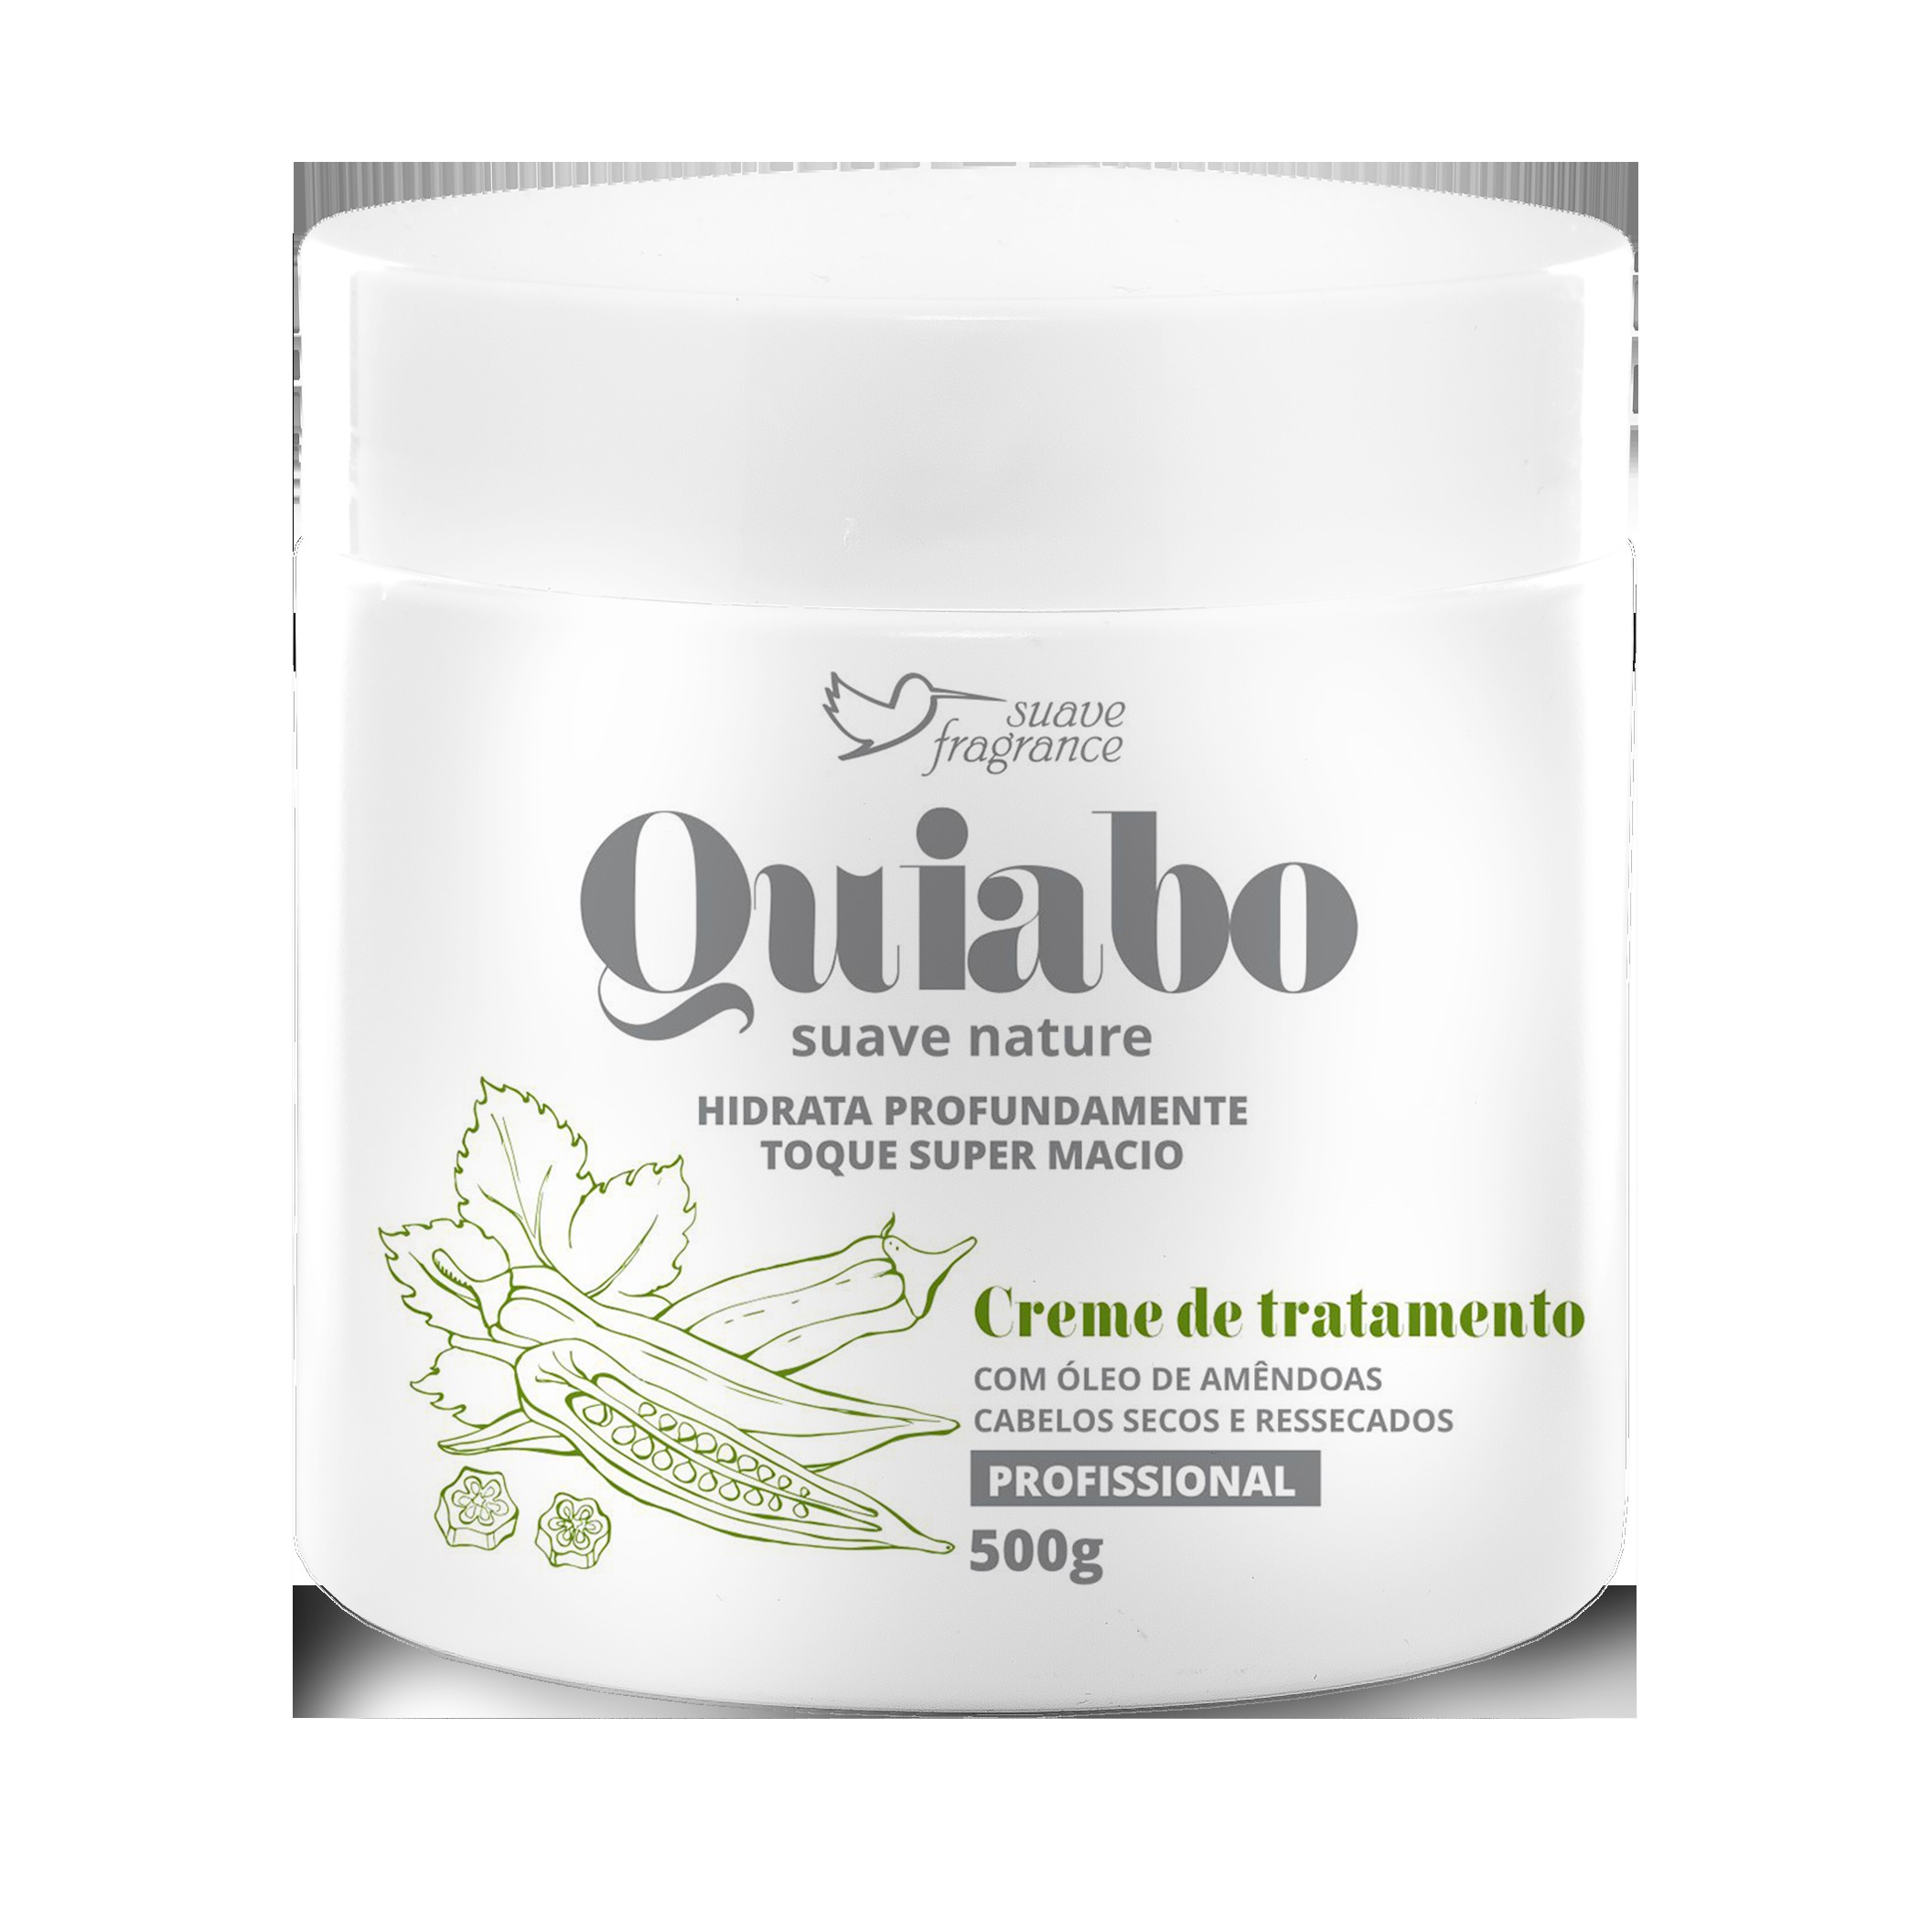 suave
fragrance
Quiabo
suave nature
HIDRATA PROFUNDAMENTE
TOQUE SUPER MACIO
Creme de tratamento
COM ÓLEO DE AMÊNDOAS
CABELOS SECOS E RESSECADOS
PROFISSIONAL
500g